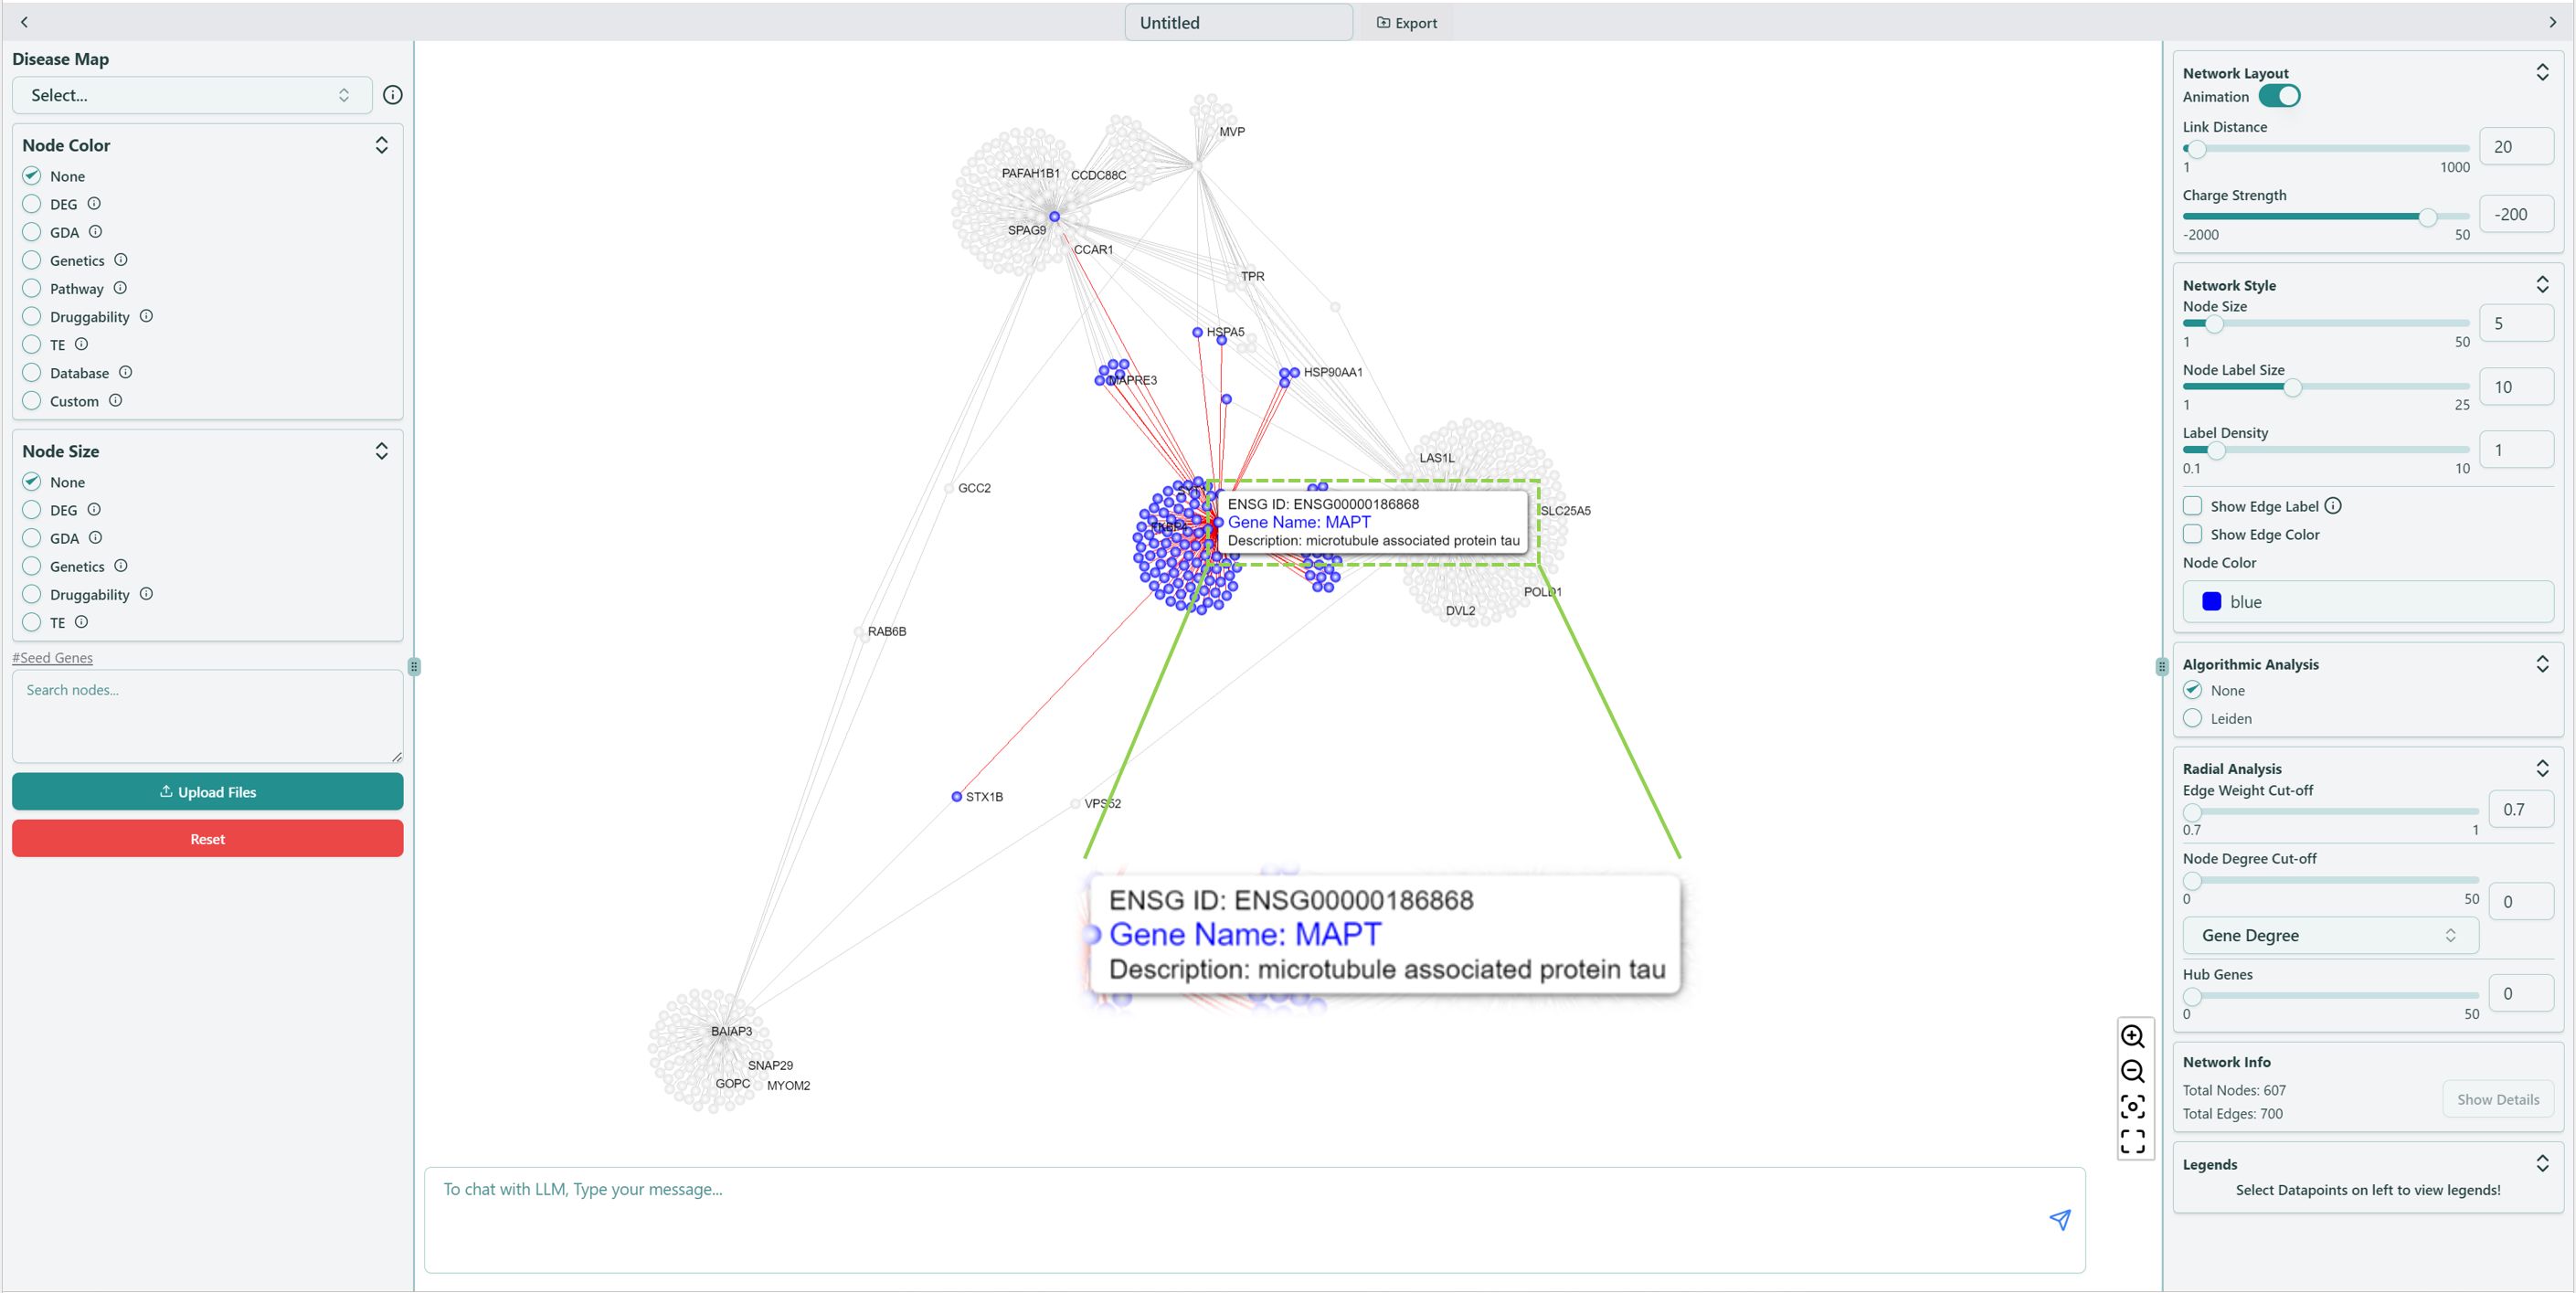 Untitled
Export
Disease Map
Select...
Node Color
None
DEG
GDA
Genetics
Pathway
Druggability
TE
Database
Custom
Node Size
None
DEG
GDA
Genetics
Druggability
TE
#Seed Genes
Search nodes...
Upload Files
Reset
MVP
PAFAH1B1
CCDC88C
SPAG9
CCAR1
TPR
HSPA5
MAPRE3
HSP90AA1
LAS1L
GCC2
ENSG ID: ENSG00000186868
Gene Name: MAPT
Description: microtubule associated protein tau
SLC25A5
FKBP4
POLD1
DVL2
RAB6B
STX1B
VPS52
ENSG ID: ENSG00000186868
Gene Name: MAPT
Description: microtubule associated protein tau
BAIAP3
SNAP29
GOPC
MYOM2
To chat with LLM, Type your message...
Network Layout
Animation
Link Distance
20
1 1000
Charge Strength
-200
-2000 50
Network Style
Node Size
5
1 50
Node Label Size
10
1 25
Label Density
1
0.1 10
Show Edge Label
Show Edge Color
Node Color
blue
Algorithmic Analysis
None
Leiden
Radial Analysis
Edge Weight Cut-off
0.7
0.7 1
Node Degree Cut-off
0
0 50
Gene Degree
Hub Genes
0
0 50
Network Info
Total Nodes: 607
Total Edges: 700
Show Details
Legends
Select Datapoints on left to view legends!